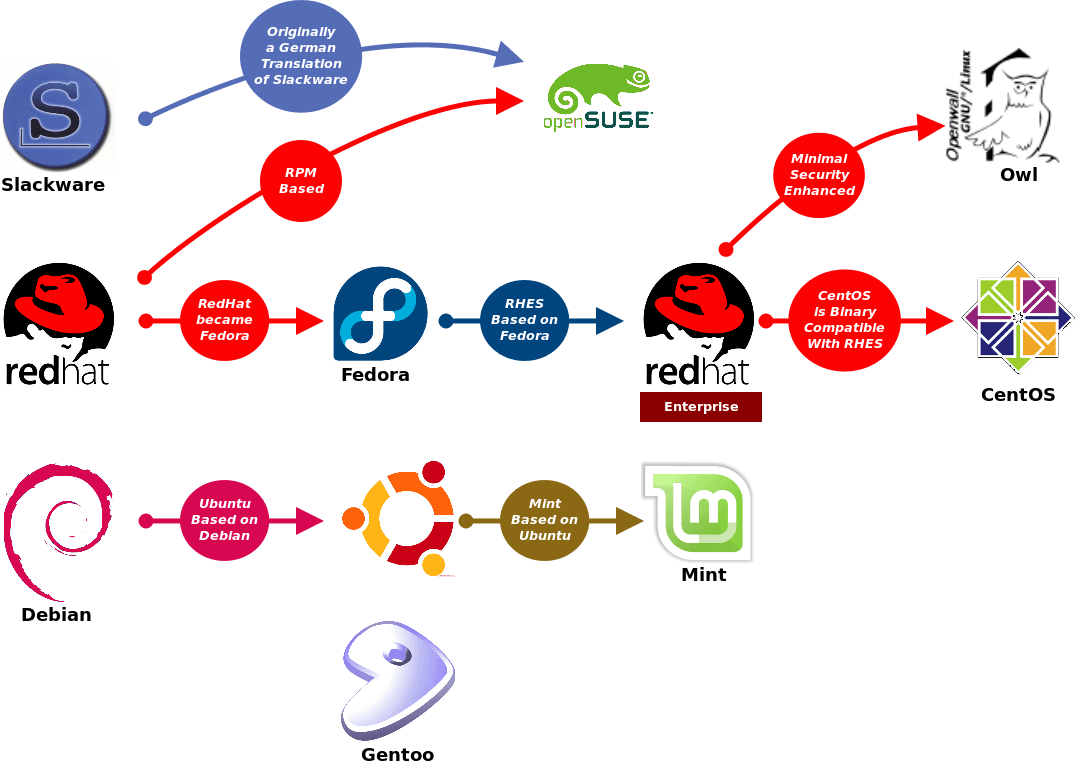 Originally
a German
Translation
of Slackware
Slackware
openSUSE
Openwall
GNU/*/Linux
Owl
RPM
Based
Minimal
Security
Enhanced
redhat
RedHat
became
Fedora
Fedora
RHES
Based on
Fedora
redhat
Enterprise
CentOS
Is Binary
Compatible
With RHES
CentOS
Debian
Ubuntu
Based on
Debian
Mint
Based on
Ubuntu
Mint
Gentoo